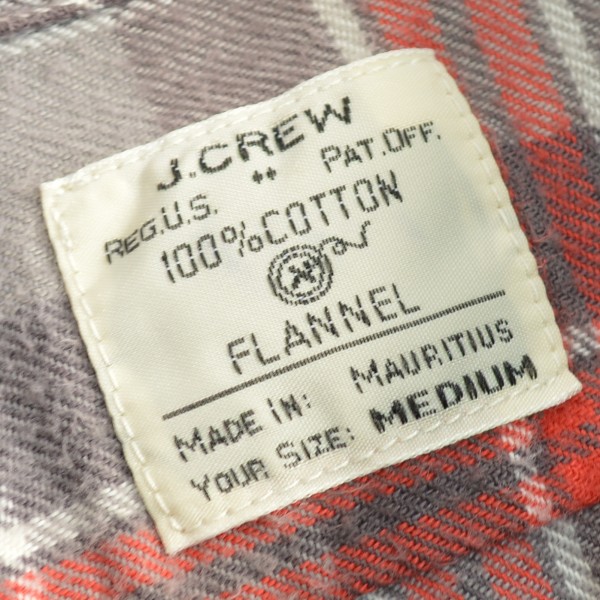 J.CREW
REG.U.S. ** PAT.OFF.
100% COTTON
FLANNEL
MADE IN: MAURITIUS
YOUR SIZE: MEDIUM